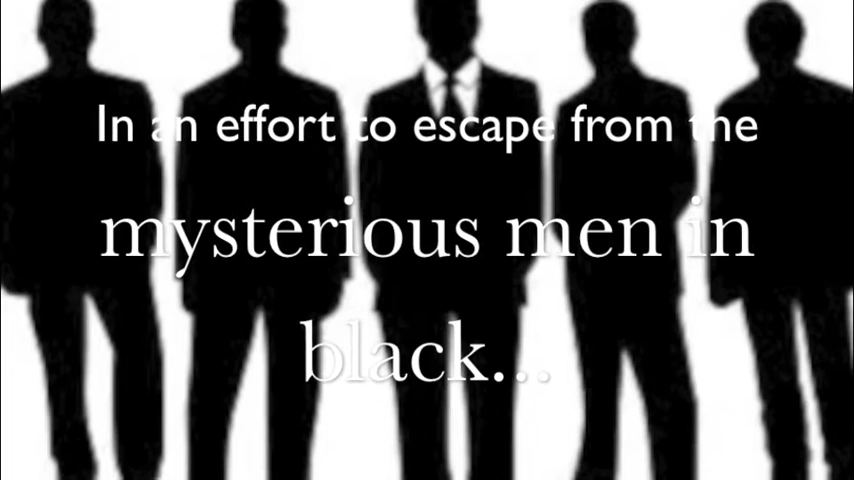 In an effort to escape from the
mysterious men in
black...